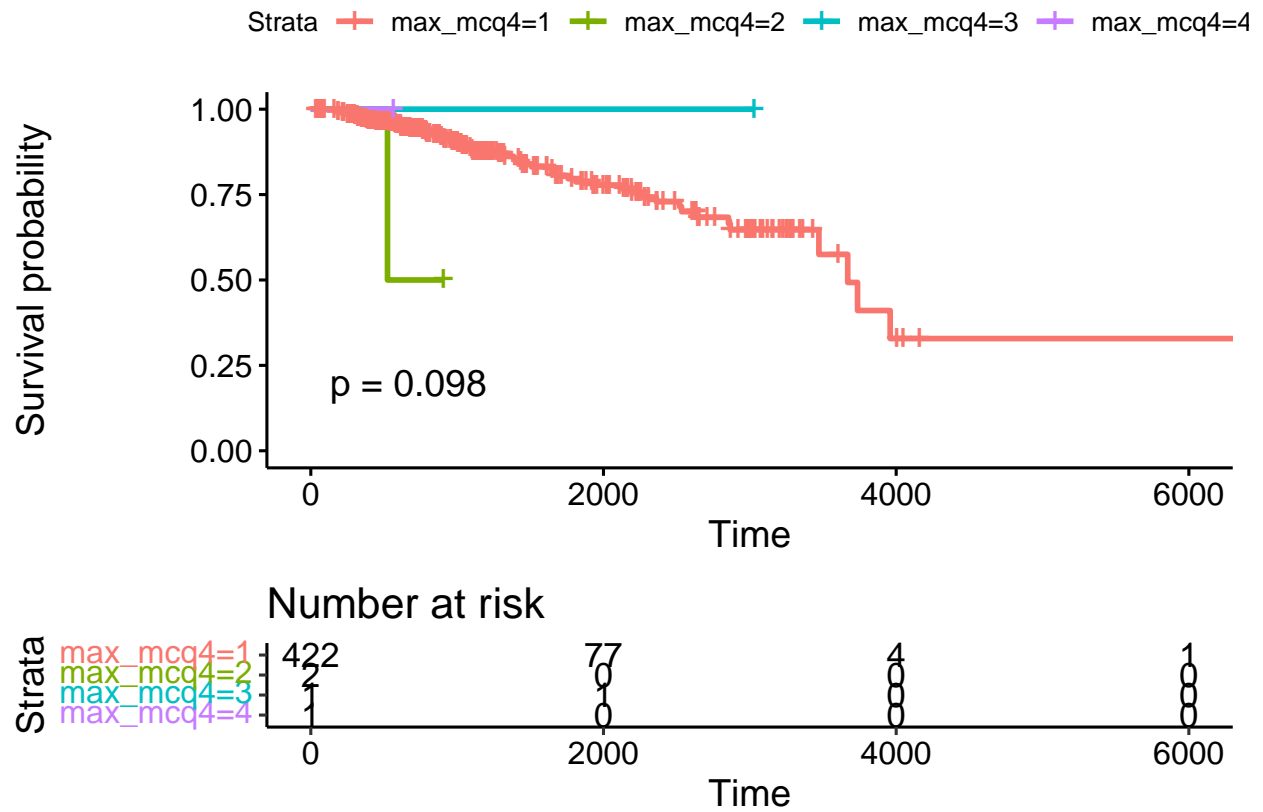 Strata max_mcq4=1 max_mcq4=2 max_mcq4=3 max_mcq4=4
Survival probability
1.00
0.75
0.50
0.25
0.00
p = 0.098
0 2000 4000 6000
Time
Number at risk
Strata
max_mcq4=1 422 77 4 1
max_mcq4=2 2 0 0 0
max_mcq4=3 1 1 0 0
max_mcq4=4 1 0 0 0
0 2000 4000 6000
Time